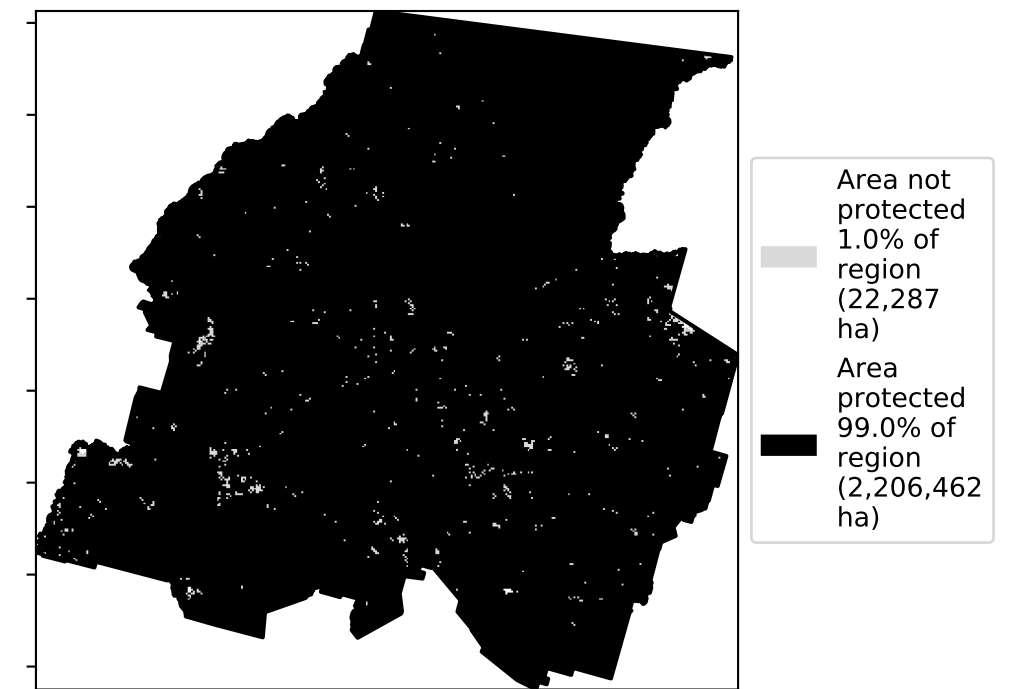 Area not
protected
1.0% of
region
(22,287
ha)
Area
protected
99.0% of
region
(2,206,462
ha)